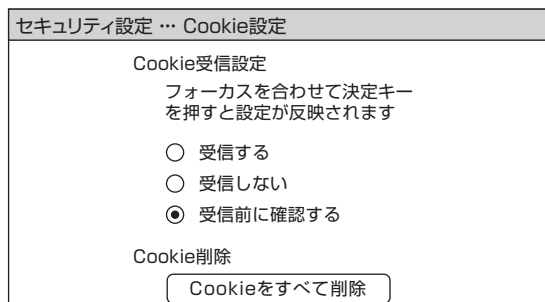 セキュリティ設定 … Cookie設定
Cookie受信設定
フォーカスを合わせて決定キー
を押すと設定が反映されます
受信する
受信しない
受信前に確認する
Cookie削除
Cookieをすべて削除